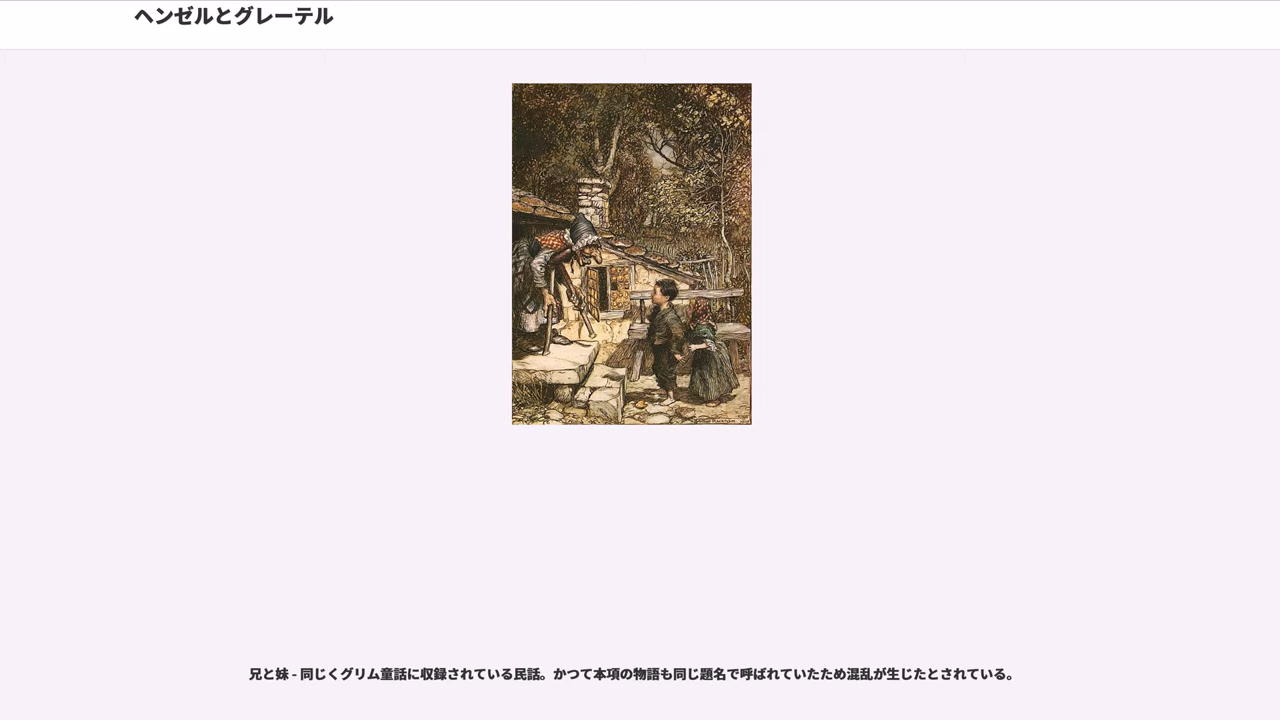 ヘンゼルとグレーテル
兄と妹 - 同じくグリム童話に収録されている民話。かつて本項の物語も同じ題名で呼ばれていたため混乱が生じたとされている。